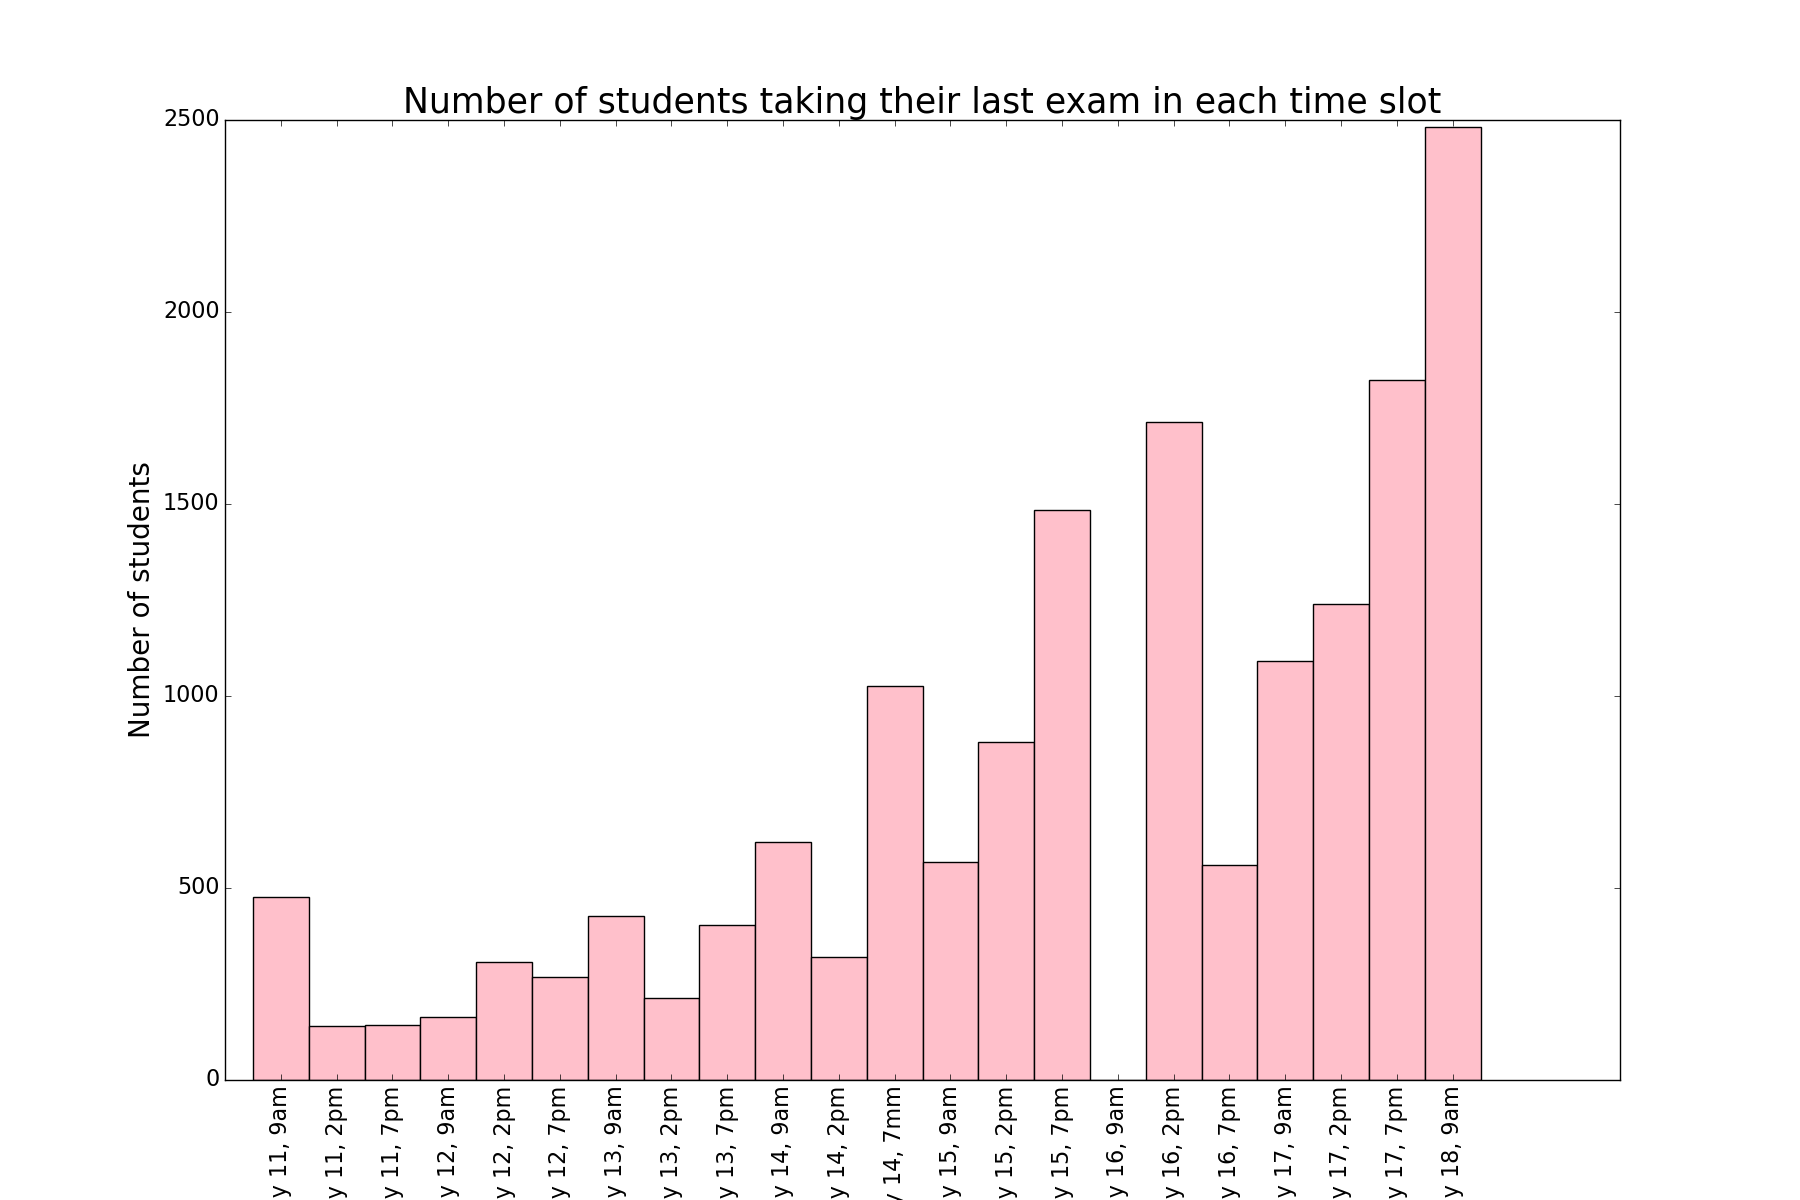 Number of students taking their last exam in each time slot
Number of students
2500
2000
1500
1000
500
0
y 11, 9am
y 11, 2pm
y 11, 7pm
y 12, 9am
y 12, 2pm
y 12, 7pm
y 13, 9am
y 13, 2pm
y 13, 7pm
y 14, 9am
y 14, 2pm
y 14, 7mm
y 15, 9am
y 15, 2pm
y 15, 7pm
y 16, 9am
y 16, 2pm
y 16, 7pm
y 17, 9am
y 17, 2pm
y 17, 7pm
y 18, 9am